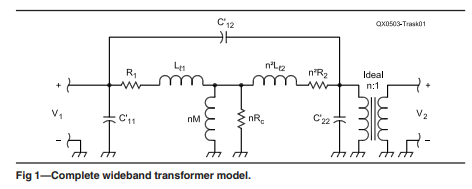 C'12
QX0503-Trask01
R1
Lℓ1
n²Lℓ2
n²R2
Ideal
n:1
+
+
V1
C'11
nM
nRc
C'22
V2
–
–
Fig 1—Complete wideband transformer model.